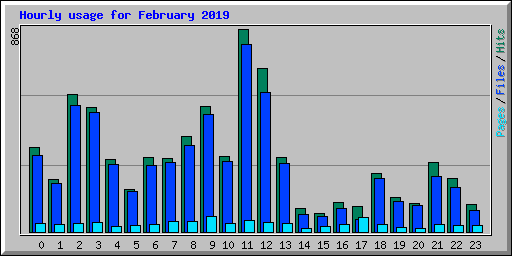 Hourly usage for February 2019
868
Pages/Files/Hits
0 1 2 3 4 5 6 7 8 9 10 11 12 13 14 15 16 17 18 19 20 21 22 23